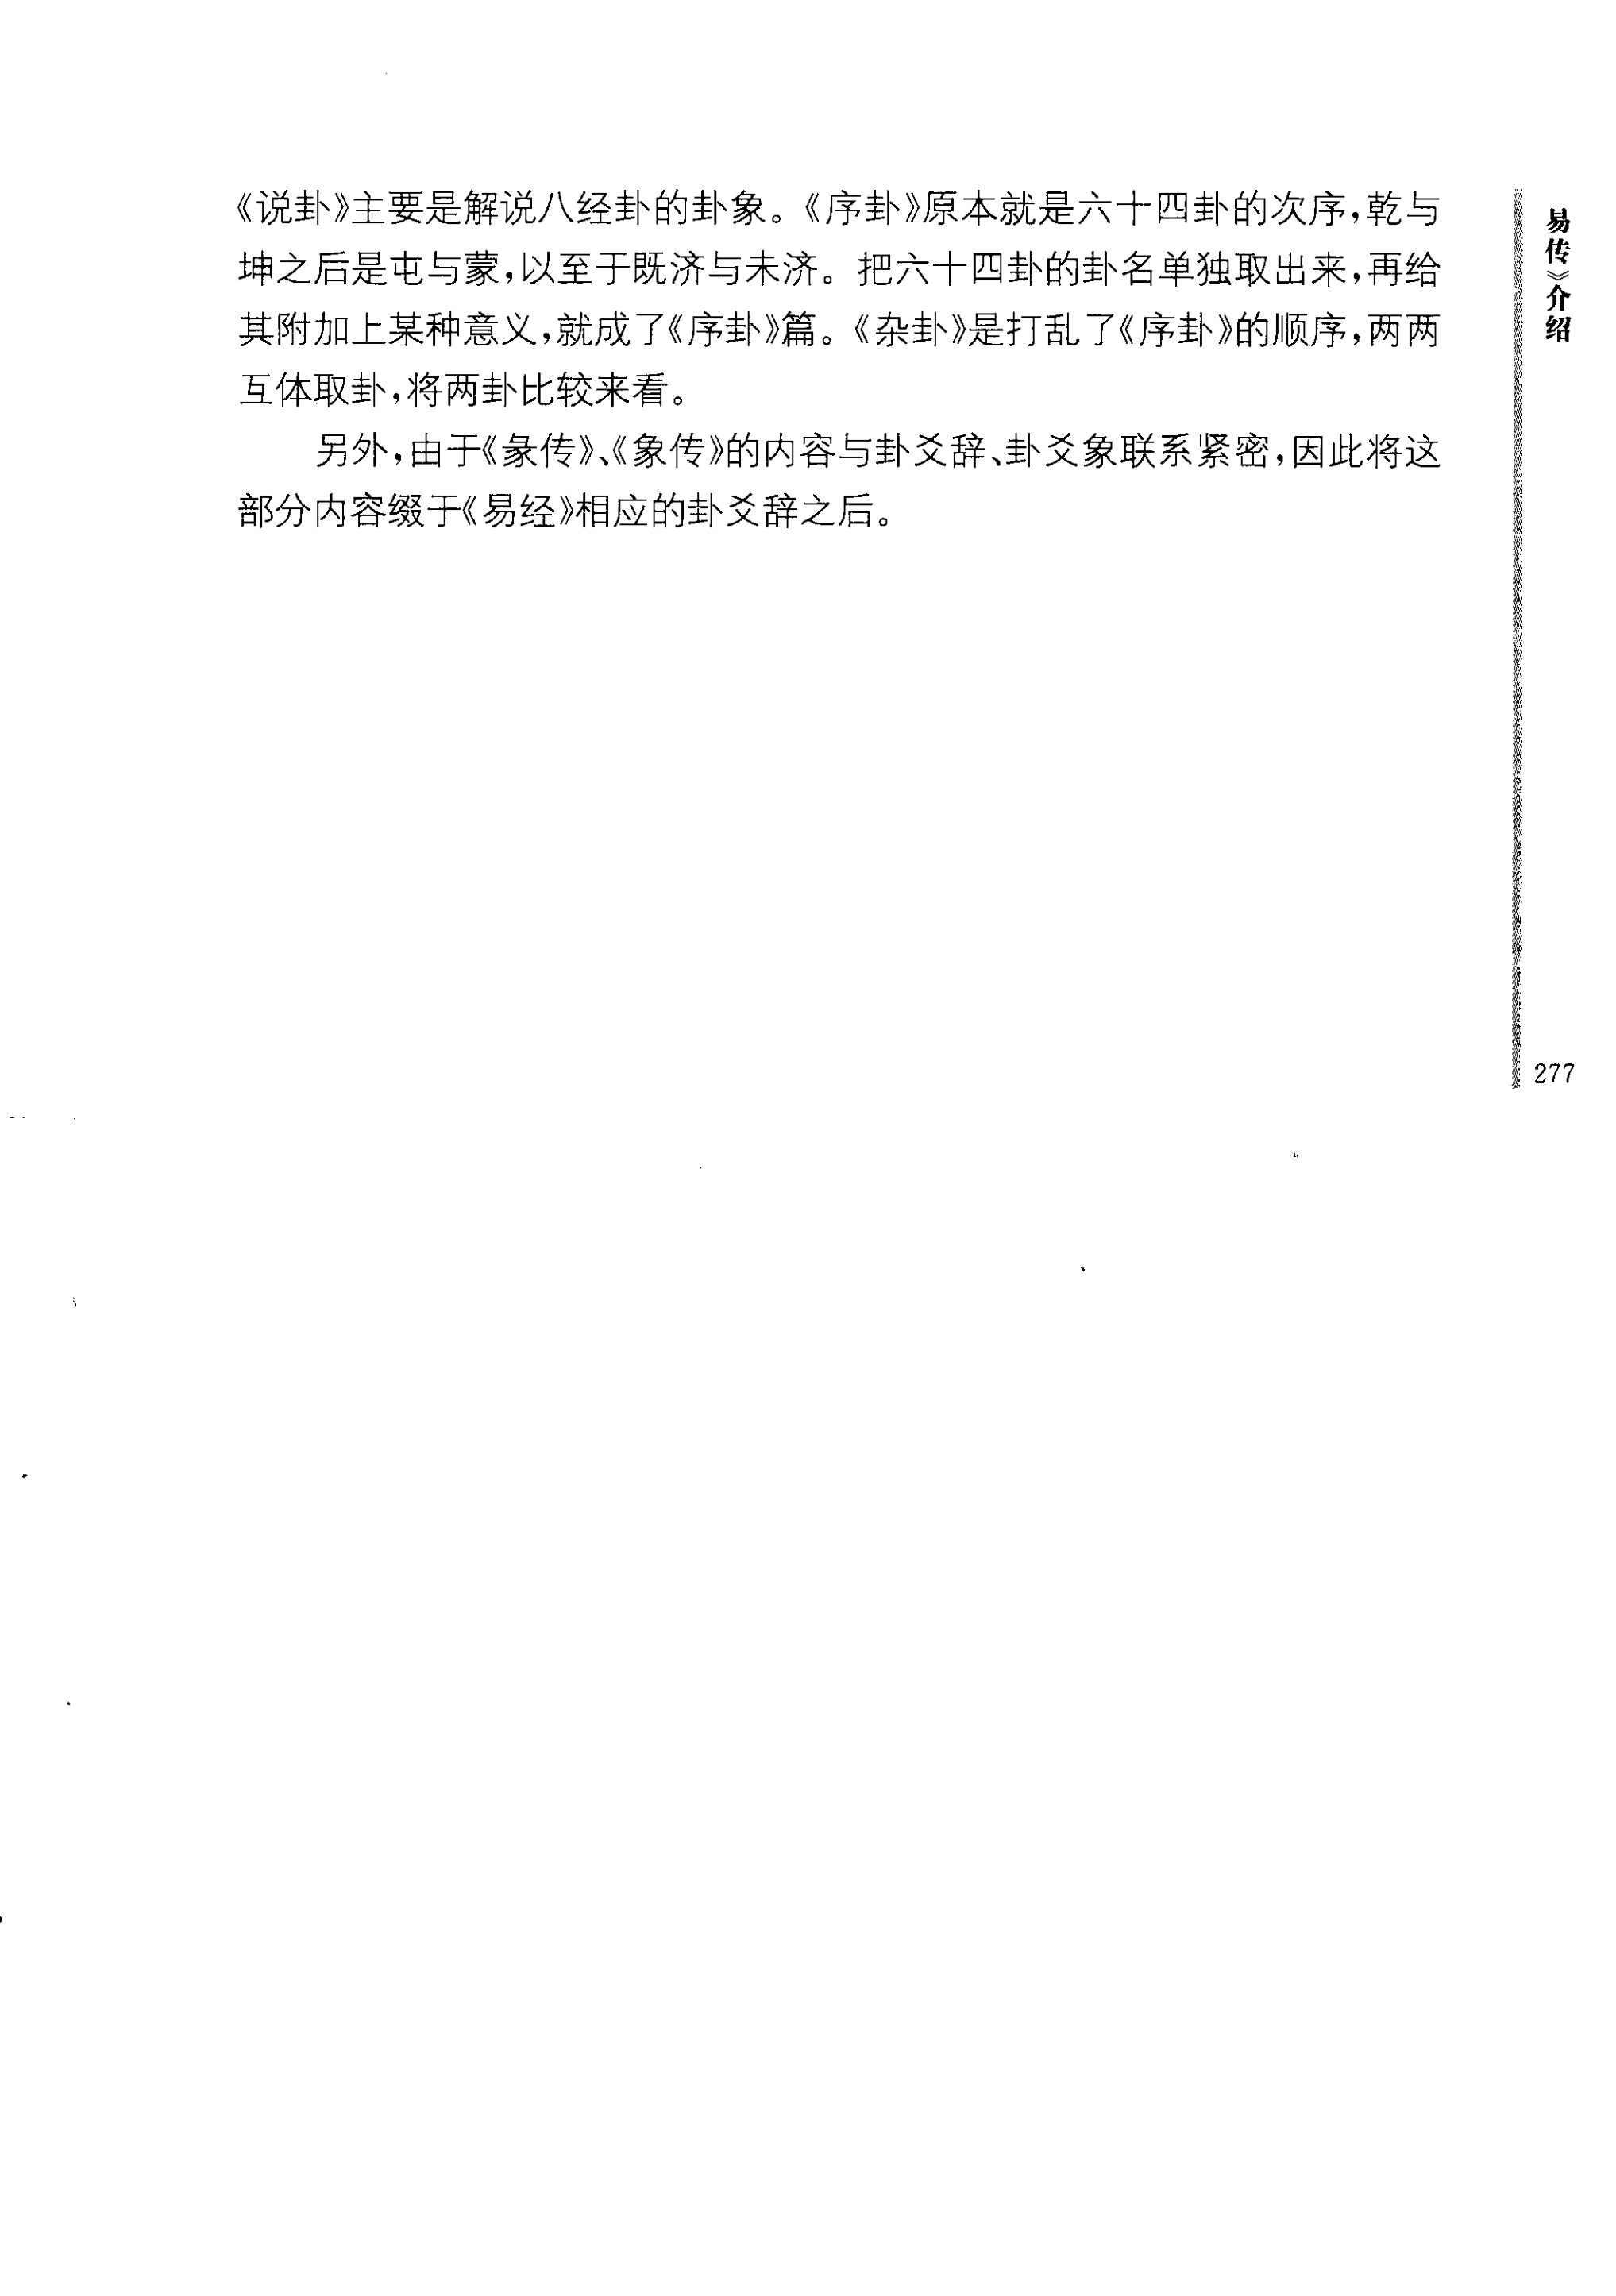 《说卦》主要是解说八经卦的卦象。《序卦》原本就是六十四卦的次序，乾与
坤之后是屯与蒙，以至于既济与未济。把六十四卦的卦名单独取出来，再给
其附加上某种意义，就成了《序卦》篇。《杂卦》是打乱了《序卦》的顺序，两两
互体取卦，将两卦比较来看。
另外，由于《彖传》、《象传》的内容与卦爻辞、卦爻象联系紧密，因此将这
部分内容缀于《易经》相应的卦爻辞之后。
易传》介绍
277